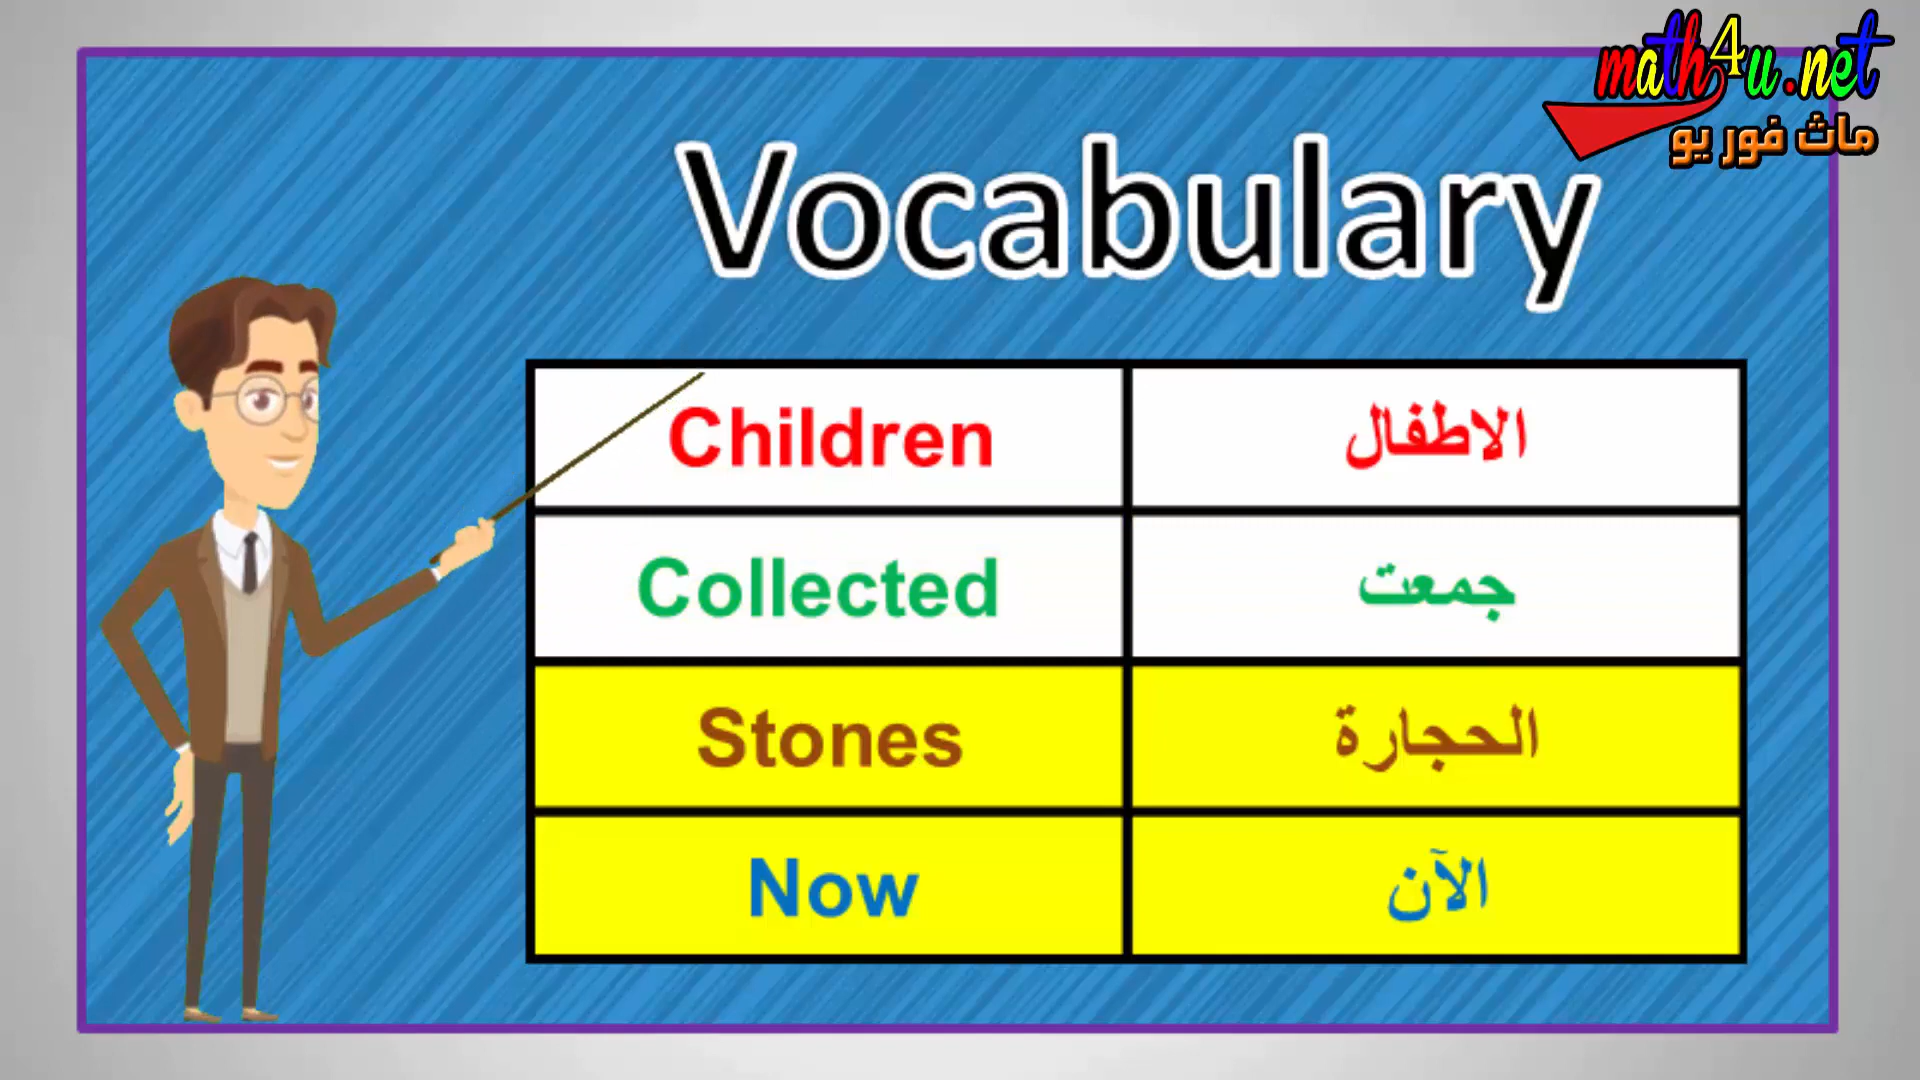 math4u.net
ماث فور يو
Vocabulary
Children الاطفال
Collected جمعت
Stones الحجارة
Now الآن